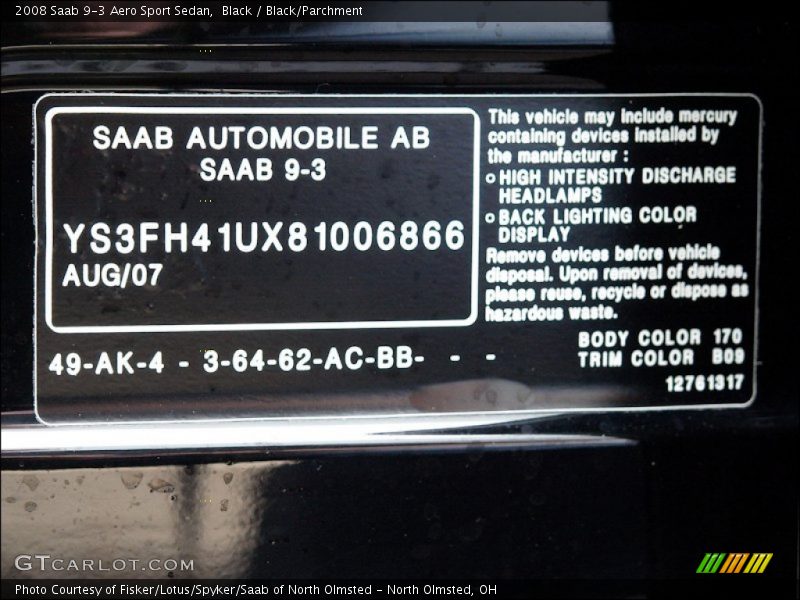 2008 Saab 9-3 Aero Sport Sedan,  Black / Black/Parchment
SAAB AUTOMOBILE AB
SAAB 9-3
YS3FH41UX81006866
AUG/07
49-AK-4 - 3-64-62-AC-BB- - -
This vehicle may include mercury
containing devices installed by
the manufacturer :
o HIGH INTENSITY DISCHARGE
HEADLAMPS
o BACK LIGHTING COLOR
DISPLAY
Remove devices before vehicle
disposal. Upon removal of devices,
please reuse, recycle or dispose as
hazardous waste.
BODY COLOR 170
TRIM COLOR B09
12761317
GTCARLOT.COM
Photo Courtesy of Fisker/Lotus/Spyker/Saab of North Olmsted - North Olmsted, OH